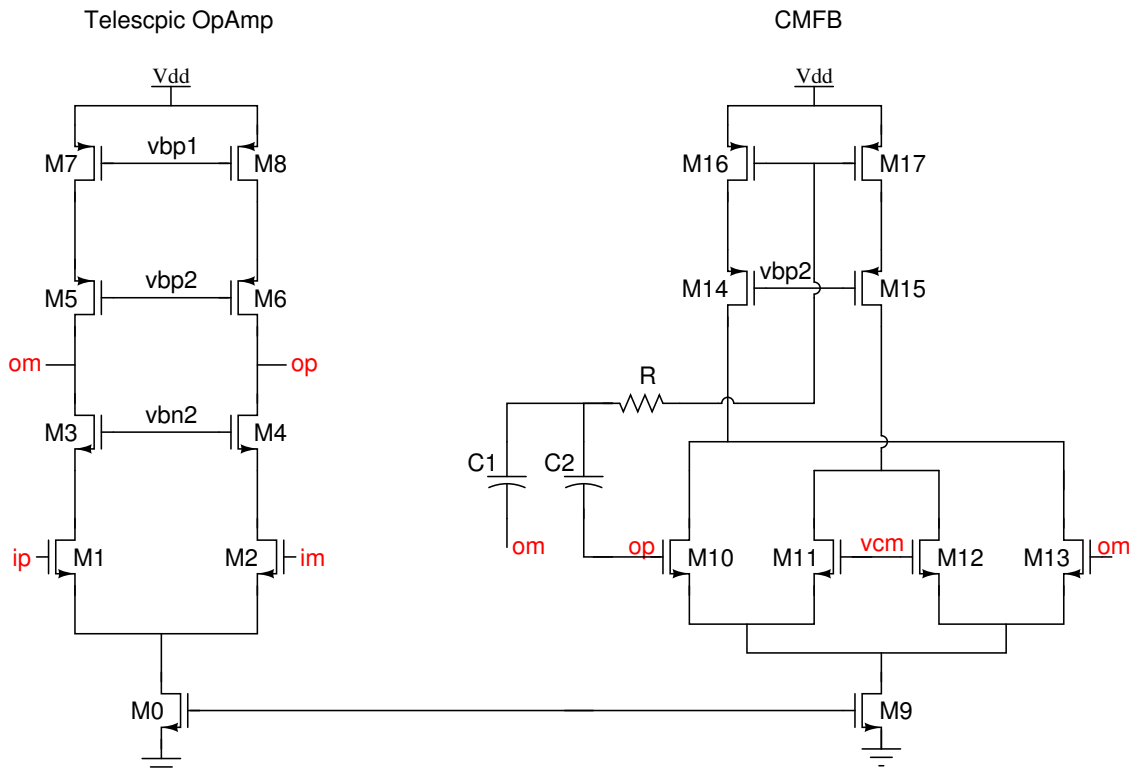 Telescpic OpAmp
CMFB
Vdd
Vdd
M7
vbp1
M8
M16
M17
M5
vbp2
M6
M14
vbp2
M15
om
op
R
M3
vbn2
M4
C1
C2
ip
M1
M2
im
om
op
M10
M11
vcm
M12
M13
om
M0
M9